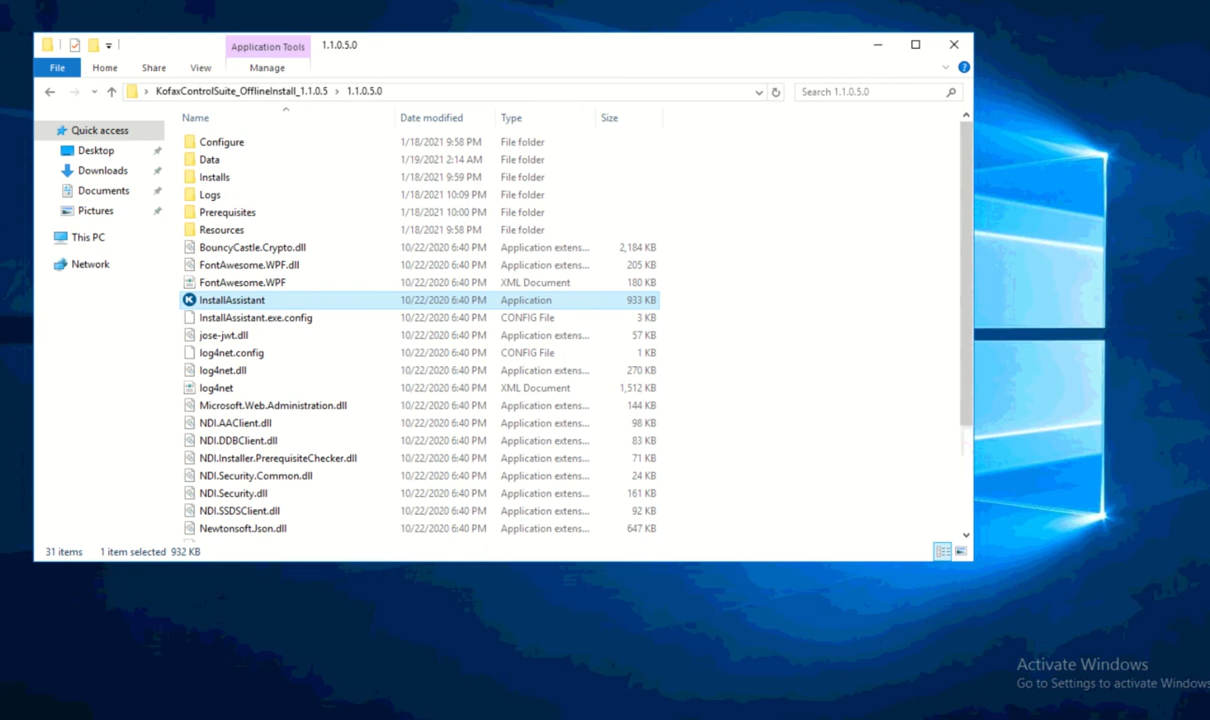 Application Tools 1.1.0.5.0
File Home Share View Manage
KofaxControlSuite_OfflineInstall_1.1.0.5 › 1.1.0.5.0 Search 1.1.0.5.0
Name Date modified Type Size
Quick access
Desktop
Downloads
Documents
Pictures
This PC
Network
Configure 1/18/2021 9:58 PM File folder
Data 1/19/2021 2:14 AM File folder
Installs 1/18/2021 9:59 PM File folder
Logs 1/18/2021 10:09 PM File folder
Prerequisites 1/18/2021 10:00 PM File folder
Resources 1/18/2021 9:58 PM File folder
BouncyCastle.Crypto.dll 10/22/2020 6:40 PM Application extens... 2,184 KB
FontAwesome.WPF.dll 10/22/2020 6:40 PM Application extens... 205 KB
FontAwesome.WPF 10/22/2020 6:40 PM XML Document 180 KB
InstallAssistant 10/22/2020 6:40 PM Application 933 KB
InstallAssistant.exe.config 10/22/2020 6:40 PM CONFIG File 3 KB
jose-jwt.dll 10/22/2020 6:40 PM Application extens... 57 KB
log4net.config 10/22/2020 6:40 PM CONFIG File 1 KB
log4net.dll 10/22/2020 6:40 PM Application extens... 270 KB
log4net 10/22/2020 6:40 PM XML Document 1,512 KB
Microsoft.Web.Administration.dll 10/22/2020 6:40 PM Application extens... 144 KB
NDI.AAClient.dll 10/22/2020 6:40 PM Application extens... 98 KB
NDI.DDBClient.dll 10/22/2020 6:40 PM Application extens... 83 KB
NDI.Installer.PrerequisiteChecker.dll 10/22/2020 6:40 PM Application extens... 71 KB
NDI.Security.Common.dll 10/22/2020 6:40 PM Application extens... 24 KB
NDI.Security.dll 10/22/2020 6:40 PM Application extens... 161 KB
NDI.SSDSClient.dll 10/22/2020 6:40 PM Application extens... 92 KB
Newtonsoft.Json.dll 10/22/2020 6:40 PM Application extens... 647 KB
31 items 1 item selected 932 KB
Activate Windows
Go to Settings to activate Windows